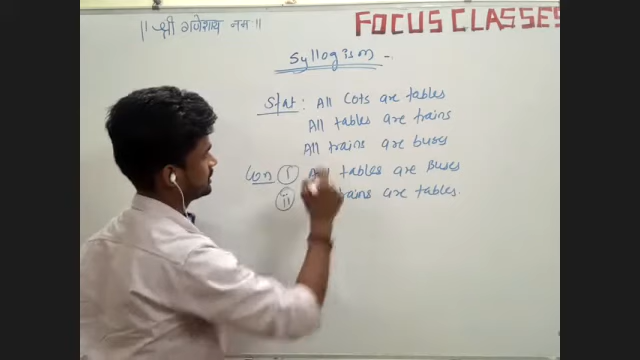 || श्री गणेशाय नमः ||
FOCUS CLASSES
Syllogism -
Stat: All Cots are tables
All tables are trains
All trains are buses
Con (i) All tables are Buses
(ii) trains are tables.